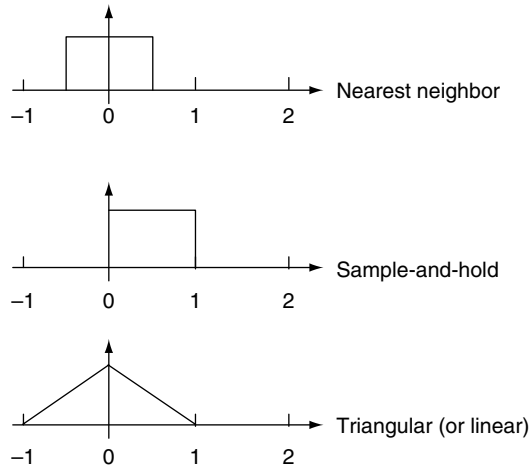 Nearest neighbor
–1 0 1 2
Sample-and-hold
–1 0 1 2
Triangular (or linear)
–1 0 1 2